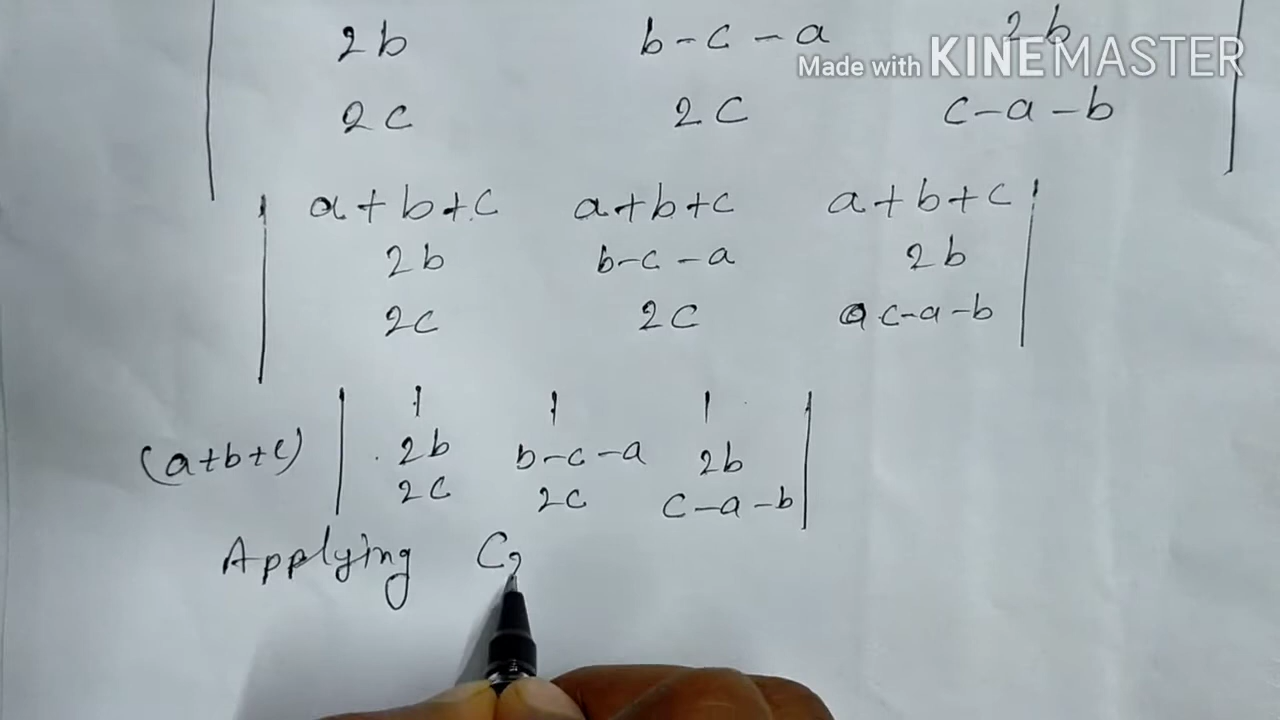 2b b-c-a 2b
Made with KINEMASTER
2c 2c c-a-b
a+b+c a+b+c a+b+c
2b b-c-a 2b
2c 2c c-a-b
1 1 1
(a+b+c) 2b b-c-a 2b
2c 2c c-a-b
Applying C2